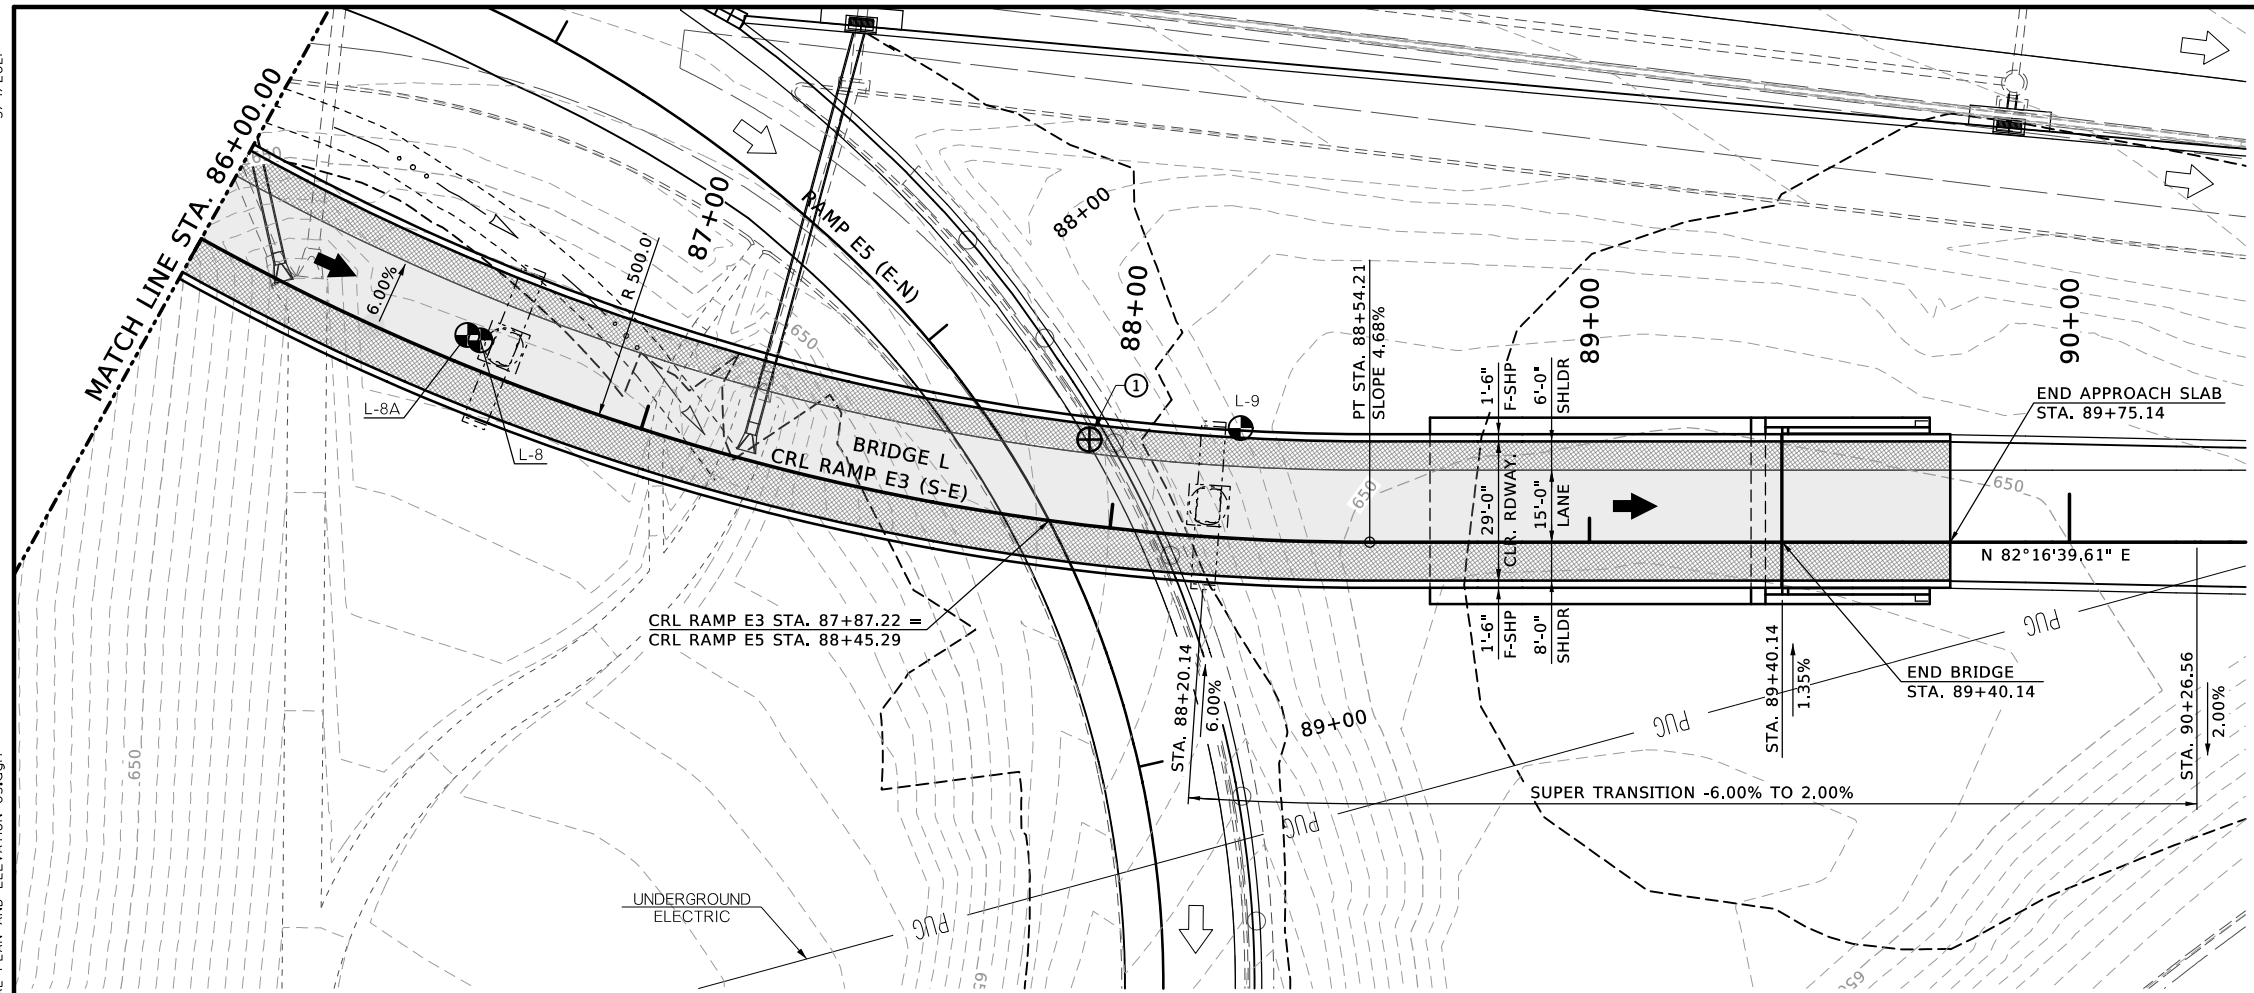 MATCH LINE STA. 86+00.00
650
6.00%
R 500.0
87+00
RAMP E5 (E-N)
88+00
88+00
650
L-8A
L-8
BRIDGE L
CRL RAMP E3 (S-E)
1
L-9
PT STA. 88+54.21
SLOPE 4.68%
1'-6"
F-SHP
6'-0"
SHLDR
29'-0"
CLR. RDWAY.
15'-0"
LANE
1'-6"
F-SHP
8'-0"
SHLDR
89+00
90+00
END APPROACH SLAB
STA. 89+75.14
650
650
N 82°16'39.61" E
CRL RAMP E3 STA. 87+87.22 =
CRL RAMP E5 STA. 88+45.29
STA. 88+20.14
6.00%
89+00
STA. 89+40.14
1.35%
END BRIDGE
STA. 89+40.14
STA. 90+26.56
2.00%
SUPER TRANSITION -6.00% TO 2.00%
PUG
PUG
PUG
PUG
UNDERGROUND
ELECTRIC
650